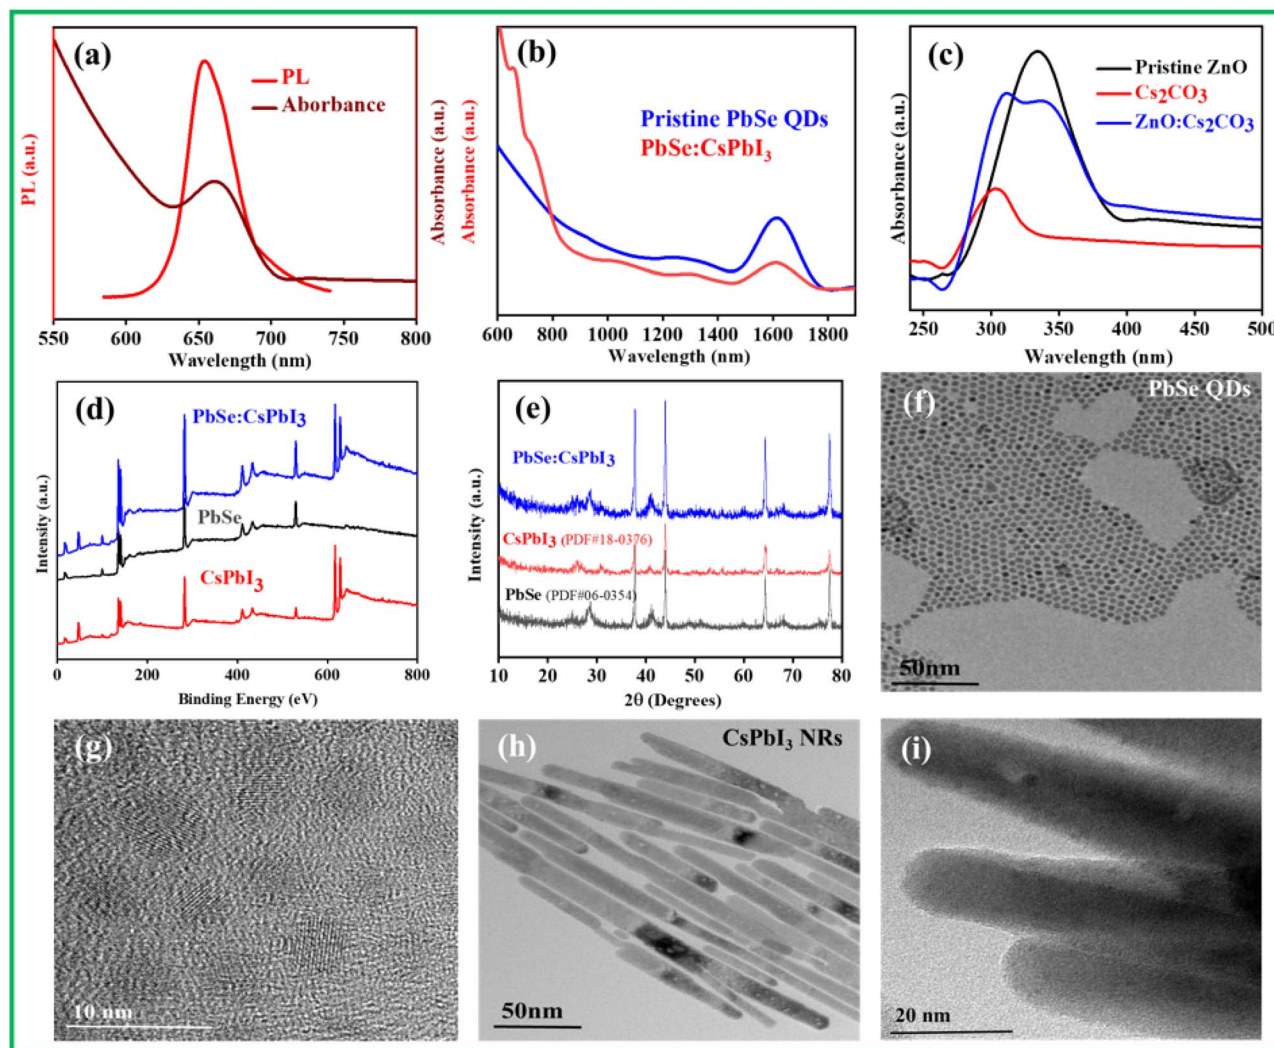 (a)
PL
Aborbance
PL (a.u.)
Absorbance (a.u.)
550 600 650 700 750 800
Wavelength (nm)
(b)
Pristine PbSe QDs
PbSe:CsPbI₃
Absorbance (a.u.)
600 800 1000 1200 1400 1600 1800
Wavelength (nm)
(c)
Pristine ZnO
Cs₂CO₃
ZnO:Cs₂CO₃
Absorbance (a.u.)
250 300 350 400 450 500
Wavelength (nm)
(d)
PbSe:CsPbI₃
PbSe
CsPbI₃
Intensity (a.u.)
0 200 400 600 800
Binding Energy (eV)
(e)
PbSe:CsPbI₃
CsPbI₃ (PDF#18-0376)
PbSe (PDF#06-0354)
Intensity (a.u.)
10 20 30 40 50 60 70 80
2θ (Degrees)
PbSe QDs
(f)
50nm
(g)
10 nm
(h)
CsPbI₃ NRs
50nm
(i)
20 nm